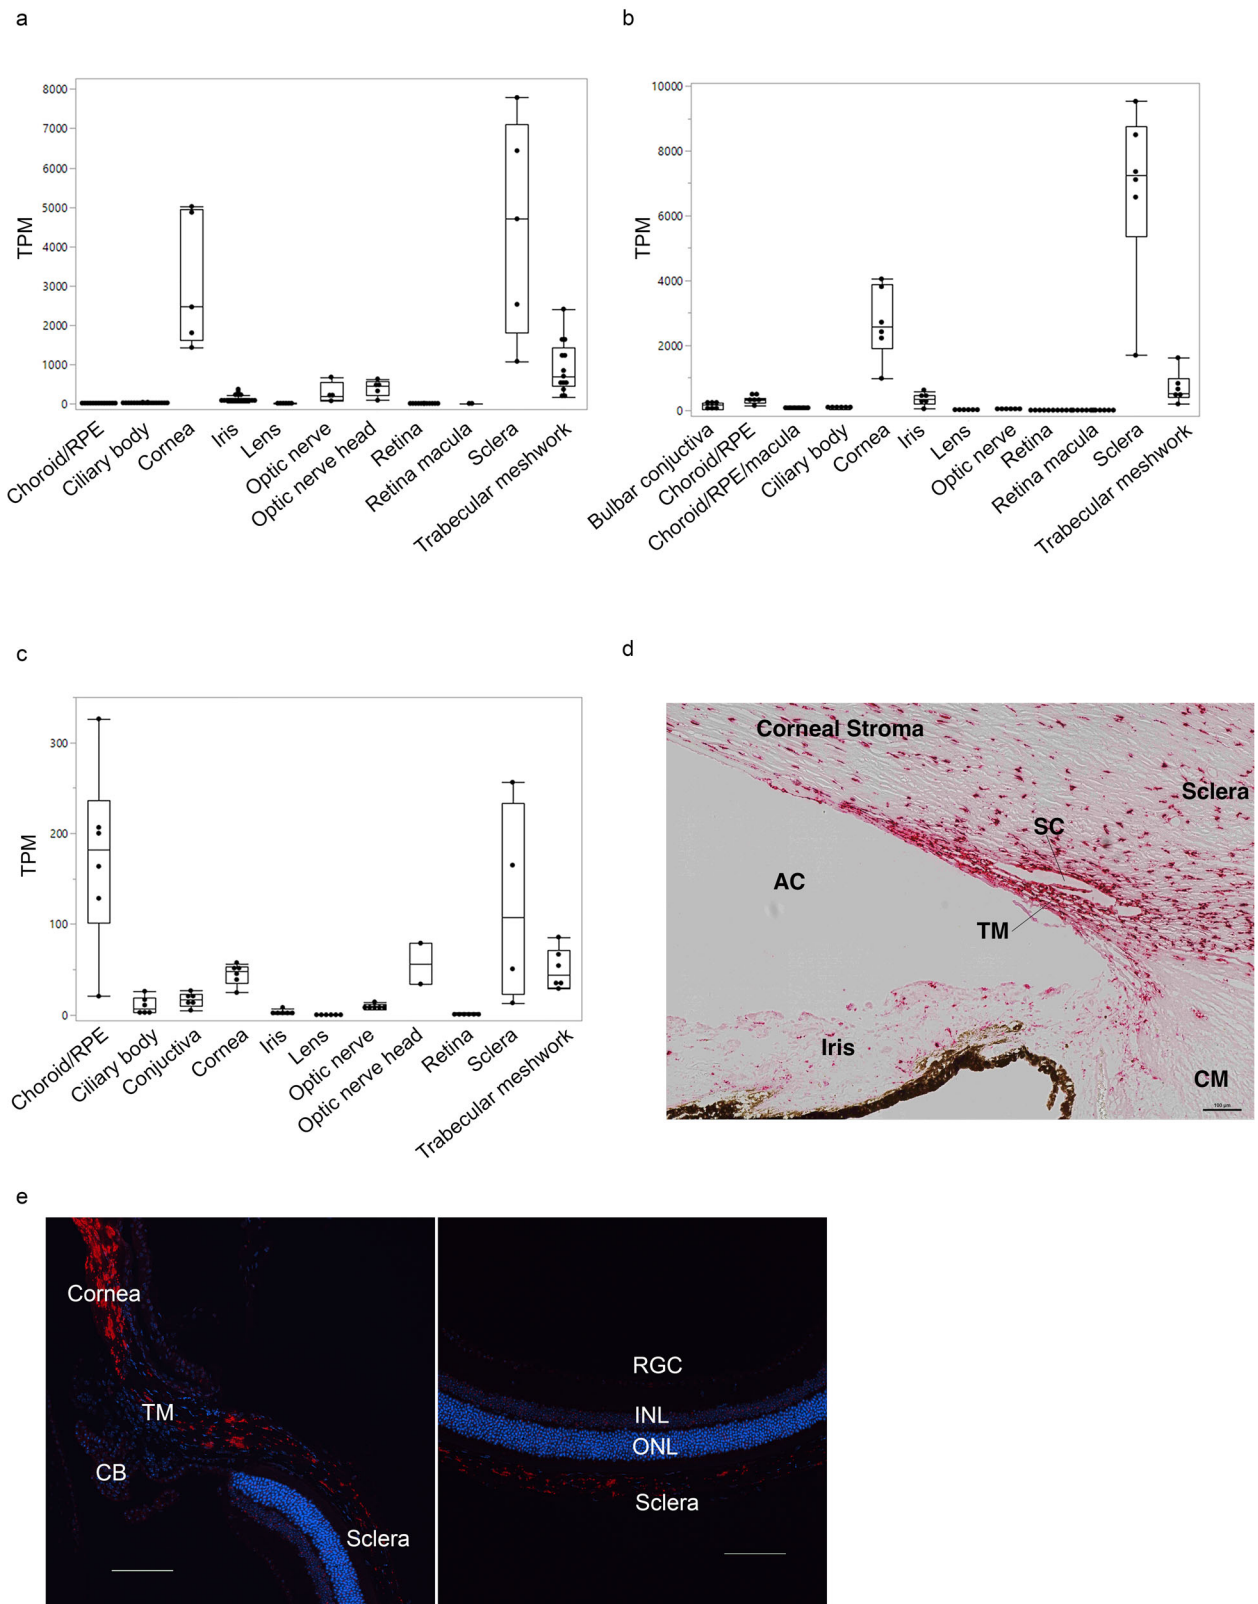 a
b
8000
7000
6000
5000
4000
3000
2000
1000
0
TPM
Choroid/RPE
Ciliary body
Cornea
Iris
Lens
Optic nerve
Optic nerve head
Retina
Retina macula
Sclera
Trabecular meshwork
10000
8000
6000
4000
2000
0
TPM
Bulbar conjuctiva
Choroid/RPE
Choroid/RPE/macula
Ciliary body
Cornea
Iris
Lens
Optic nerve
Retina
Retina macula
Sclera
Trabecular meshwork
c
d
300
200
100
0
TPM
Choroid/RPE
Ciliary body
Conjuctiva
Cornea
Iris
Lens
Optic nerve
Optic nerve head
Retina
Sclera
Trabecular meshwork
Corneal Stroma
Sclera
SC
AC
TM
Iris
CM
100 µm
e
Cornea
TM
CB
Sclera
RGC
INL
ONL
Sclera